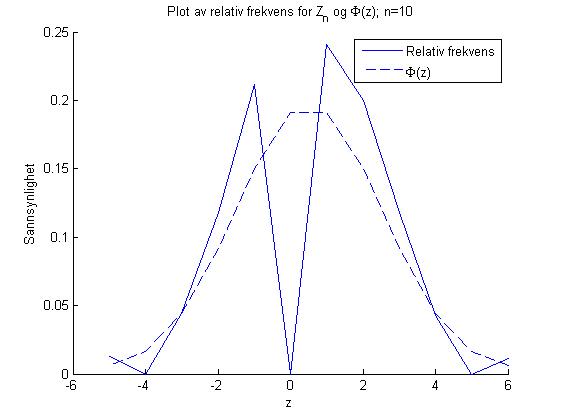 Plot av relativ frekvens for Zn og Φ(z); n=10
Relativ frekvens
Φ(z)
Sannsynlighet
0.25
0.2
0.15
0.1
0.05
0
-6 -4 -2 0 2 4 6
z